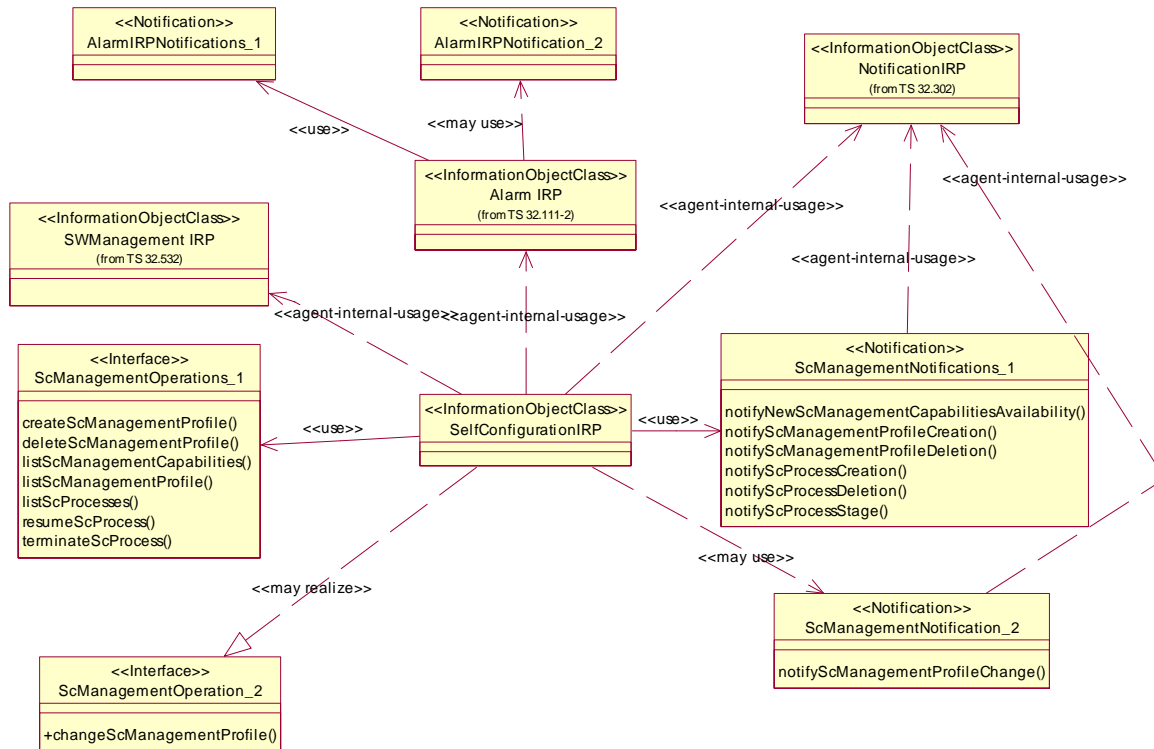 <<Notification>>
AlarmIRPNotifications_1
<<Notification>>
AlarmIRPNotification_2
<<InformationObjectClass>>
NotificationIRP
(from TS 32.302)
<<use>>
<<may use>>
<<InformationObjectClass>>
Alarm IRP
(from TS 32.111-2)
<<agent-internal-usage>>
<<InformationObjectClass>>
SWManagement IRP
(from TS 32.532)
<<agent-internal-usage>>
<<agent-internal-usage>>
<<agent-internal-usage>>
<<agent-internal-usage>>
<<Interface>>
ScManagementOperations_1
createScManagementProfile()
deleteScManagementProfile()
listScManagementCapabilities()
listScManagementProfile()
listScProcesses()
resumeScProcess()
terminateScProcess()
<<use>>
<<InformationObjectClass>>
SelfConfigurationIRP
<<use>>
<<Notification>>
ScManagementNotifications_1
notifyNewScManagementCapabilitiesAvailability()
notifyScManagementProfileCreation()
notifyScManagementProfileDeletion()
notifyScProcessCreation()
notifyScProcessDeletion()
notifyScProcessStage()
<<may use>>
<<may realize>>
<<Notification>>
ScManagementNotification_2
notifyScManagementProfileChange()
<<Interface>>
ScManagementOperation_2
+changeScManagementProfile()